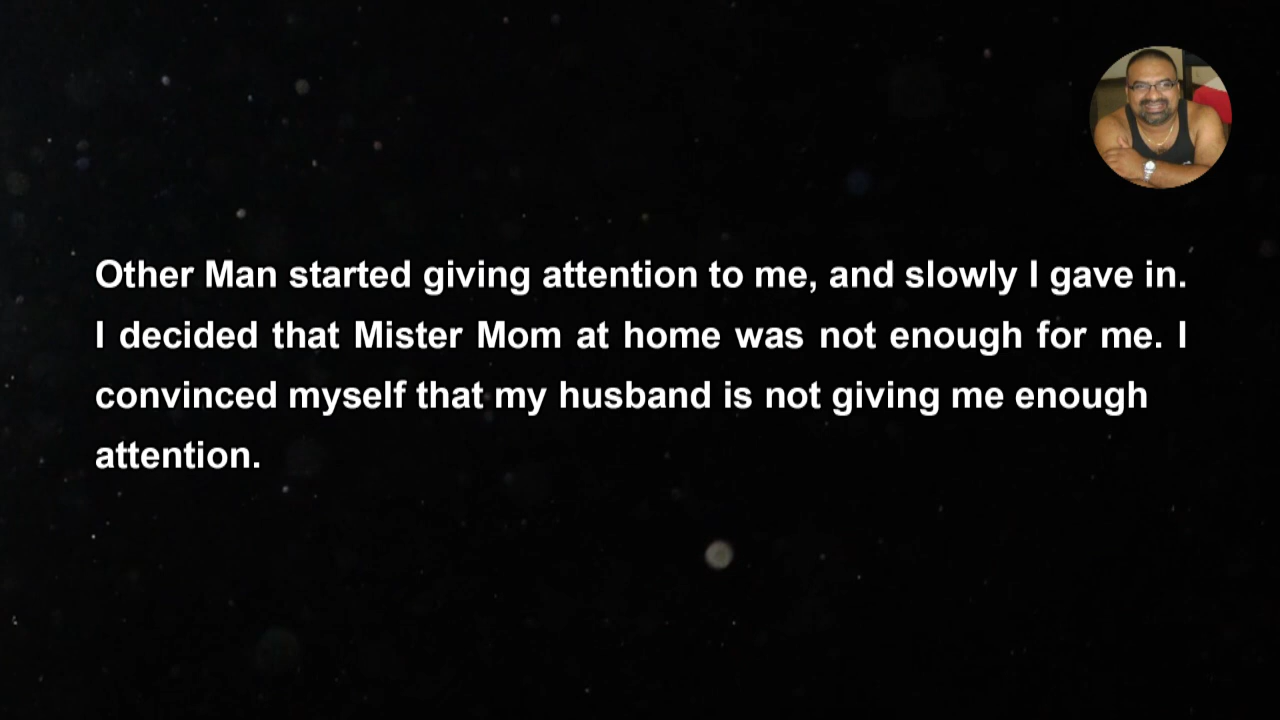 Other Man started giving attention to me, and slowly I gave in.
I decided that Mister Mom at home was not enough for me. I
convinced myself that my husband is not giving me enough
attention.